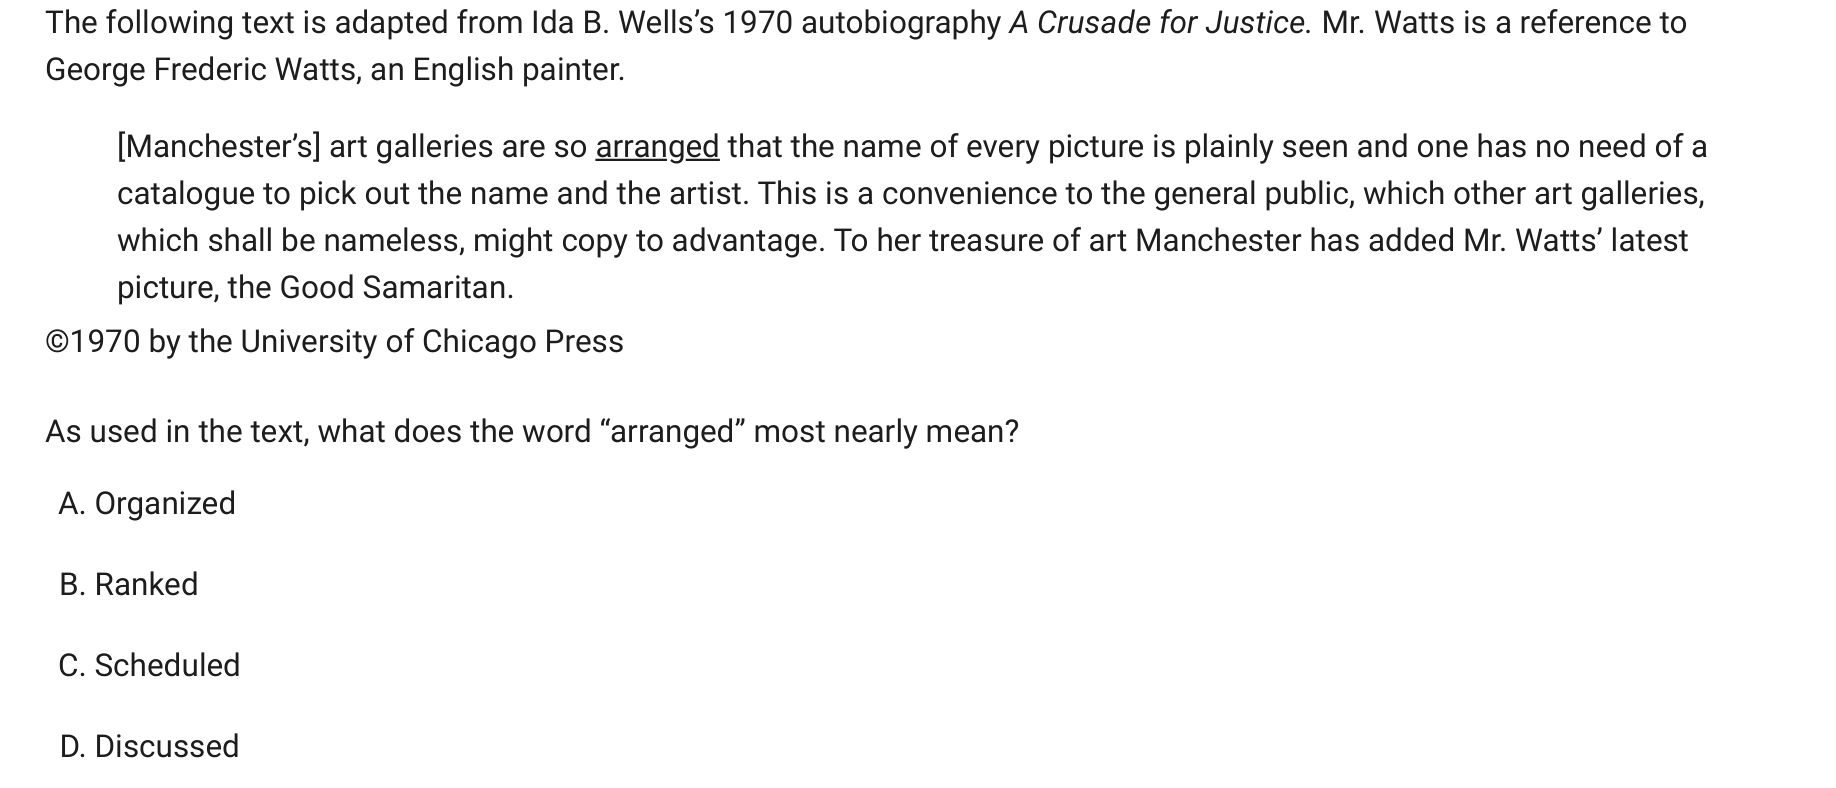 The following text is adapted from Ida B. Wells’s 1970 autobiography A Crusade for Justice. Mr. Watts is a reference to
George Frederic Watts, an English painter.
[Manchester’s] art galleries are so arranged that the name of every picture is plainly seen and one has no need of a
catalogue to pick out the name and the artist. This is a convenience to the general public, which other art galleries,
which shall be nameless, might copy to advantage. To her treasure of art Manchester has added Mr. Watts’ latest
picture, the Good Samaritan.
©1970 by the University of Chicago Press
As used in the text, what does the word “arranged” most nearly mean?
A. Organized
B. Ranked
C. Scheduled
D. Discussed